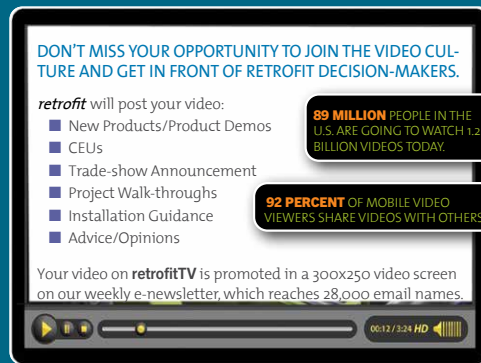 DON'T MISS YOUR OPPORTUNITY TO JOIN THE VIDEO CUL-
TURE AND GET IN FRONT OF RETROFIT DECISION-MAKERS.
retrofit will post your video:
■ New Products/Product Demos
■ CEUs
■ Trade-show Announcement
■ Project Walk-throughs
■ Installation Guidance
■ Advice/Opinions
89 MILLION PEOPLE IN THE
U.S. ARE GOING TO WATCH 1.2
BILLION VIDEOS TODAY.
92 PERCENT OF MOBILE VIDEO
VIEWERS SHARE VIDEOS WITH OTHERS
Your video on retrofitTV is promoted in a 300x250 video screen
on our weekly e-newsletter, which reaches 28,000 email names.
00:12 / 3:24 HD